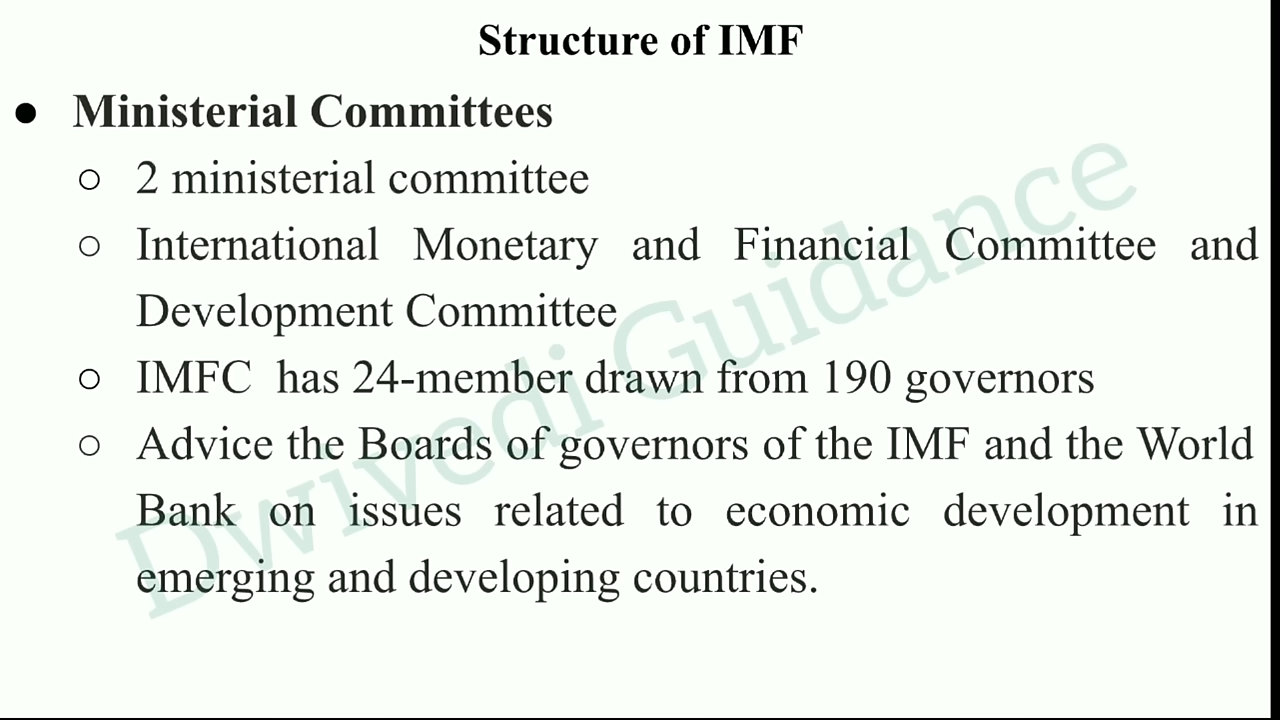 Structure of IMF
● Ministerial Committees
○ 2 ministerial committee
○ International Monetary and Financial Committee and
Development Committee
○ IMFC has 24-member drawn from 190 governors
○ Advice the Boards of governors of the IMF and the World
Bank on issues related to economic development in
emerging and developing countries.
Dwivedi Guidance